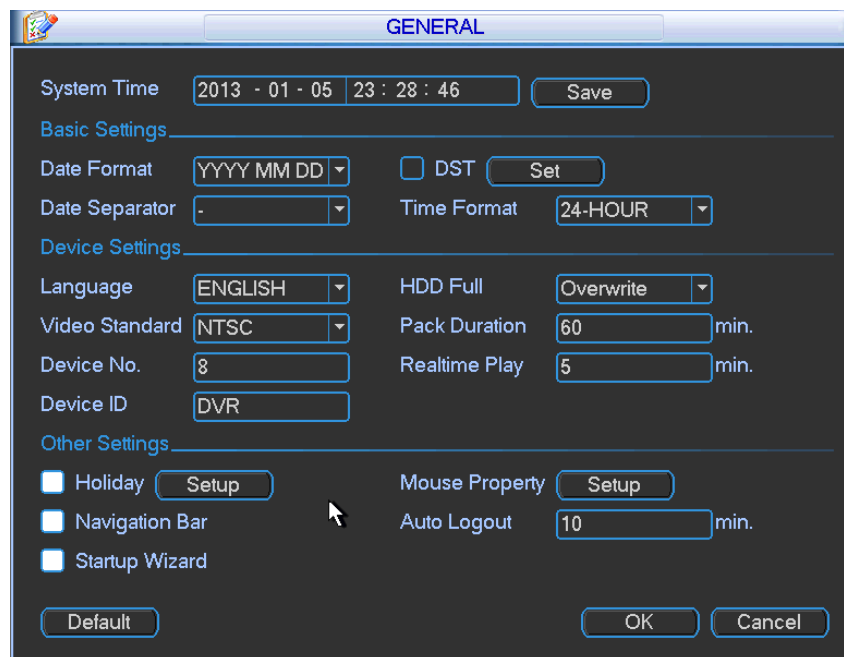 GENERAL
System Time 2013 - 01 - 05 23 : 28 : 46 Save
Basic Settings
Date Format YYYY MM DD DST Set
Date Separator - Time Format 24-HOUR
Device Settings
Language ENGLISH HDD Full Overwrite
Video Standard NTSC Pack Duration 60 min.
Device No. 8 Realtime Play 5 min.
Device ID DVR
Other Settings
Holiday Setup Mouse Property Setup
Navigation Bar Auto Logout 10 min.
Startup Wizard
Default OK Cancel